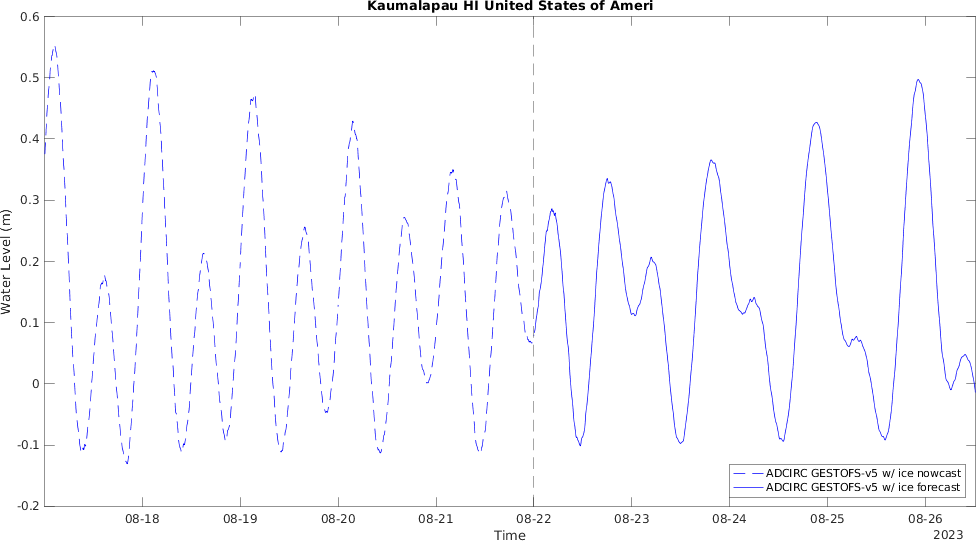 Kaumalapau HI United States of Ameri
0.6
0.5
0.4
0.3
0.2
0.1
0
-0.1
-0.2
Water Level (m)
ADCIRC GESTOFS-v5 w/ ice nowcast
ADCIRC GESTOFS-v5 w/ ice forecast
08-18 08-19 08-20 08-21 08-22 08-23 08-24 08-25 08-26
Time
2023